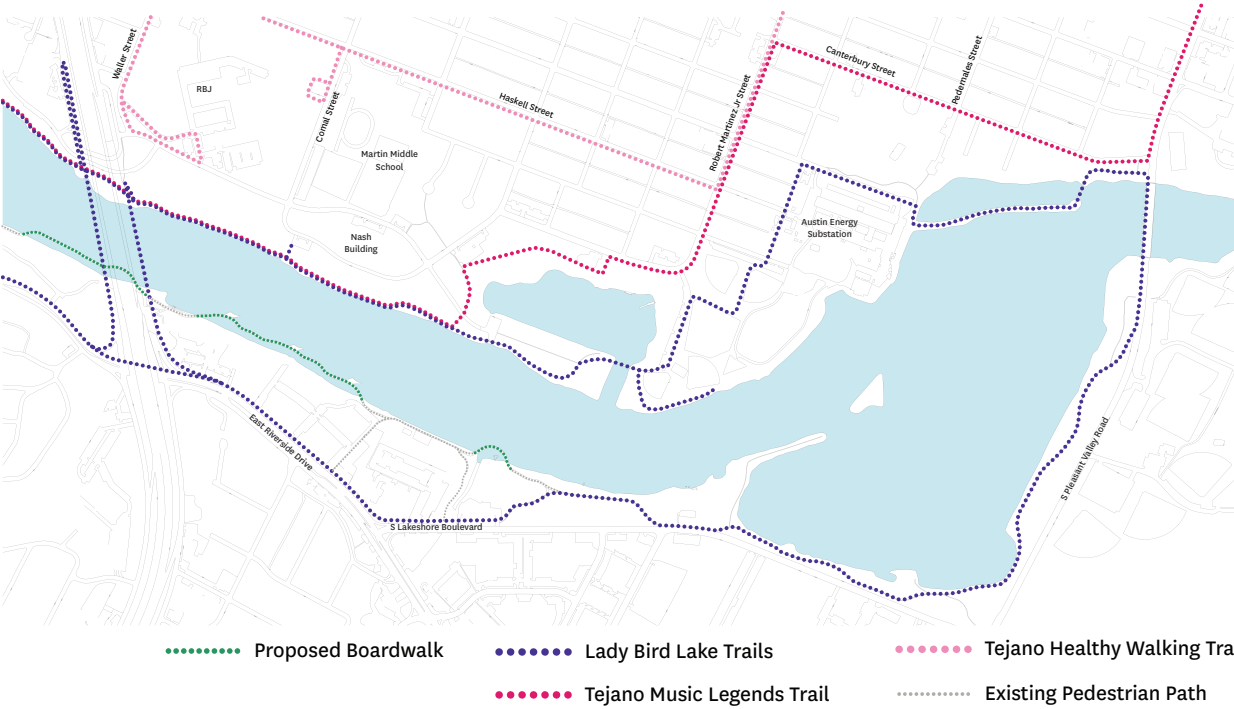 Waller Street
RBJ
Comal Street
Haskell Street
Martin Middle
School
Nash
Building
Robert Martinez Jr Street
Canterbury Street
Pedernales Street
Austin Energy
Substation
East Riverside Drive
S Lakeshore Boulevard
S Pleasant Valley Road
Proposed Boardwalk
Lady Bird Lake Trails
Tejano Healthy Walking Tra
Tejano Music Legends Trail
Existing Pedestrian Path